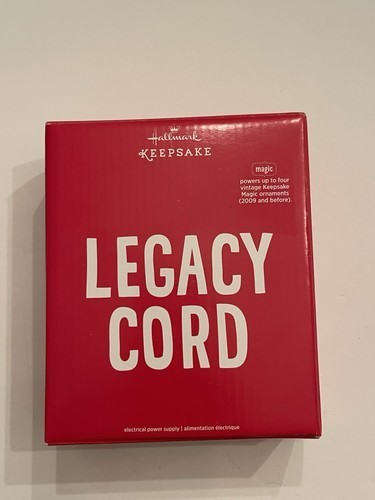 Hallmark
KEEPSAKE
magic
powers up to four
vintage Keepsake
Magic ornaments
(2009 and before).
LEGACY
CORD
electrical power supply | alimentation électrique